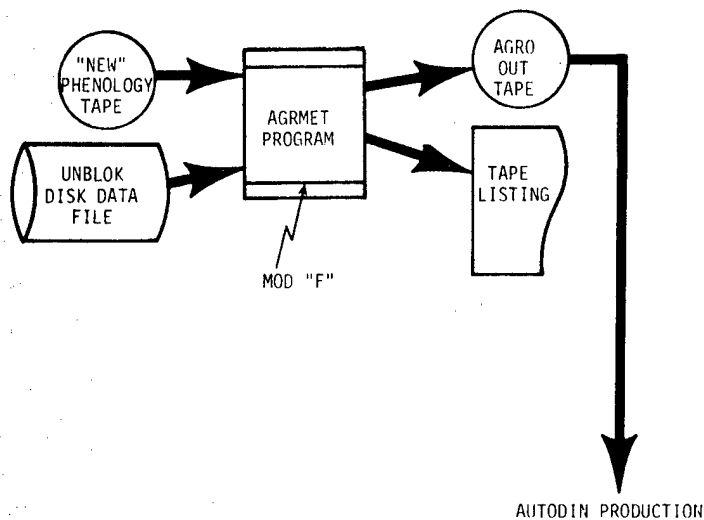 "NEW"
PHENOLOGY
TAPE
UNBLOK
DISK DATA
FILE
AGRMET
PROGRAM
MOD "F"
AGRO
OUT
TAPE
TAPE
LISTING
AUTODIN PRODUCTION